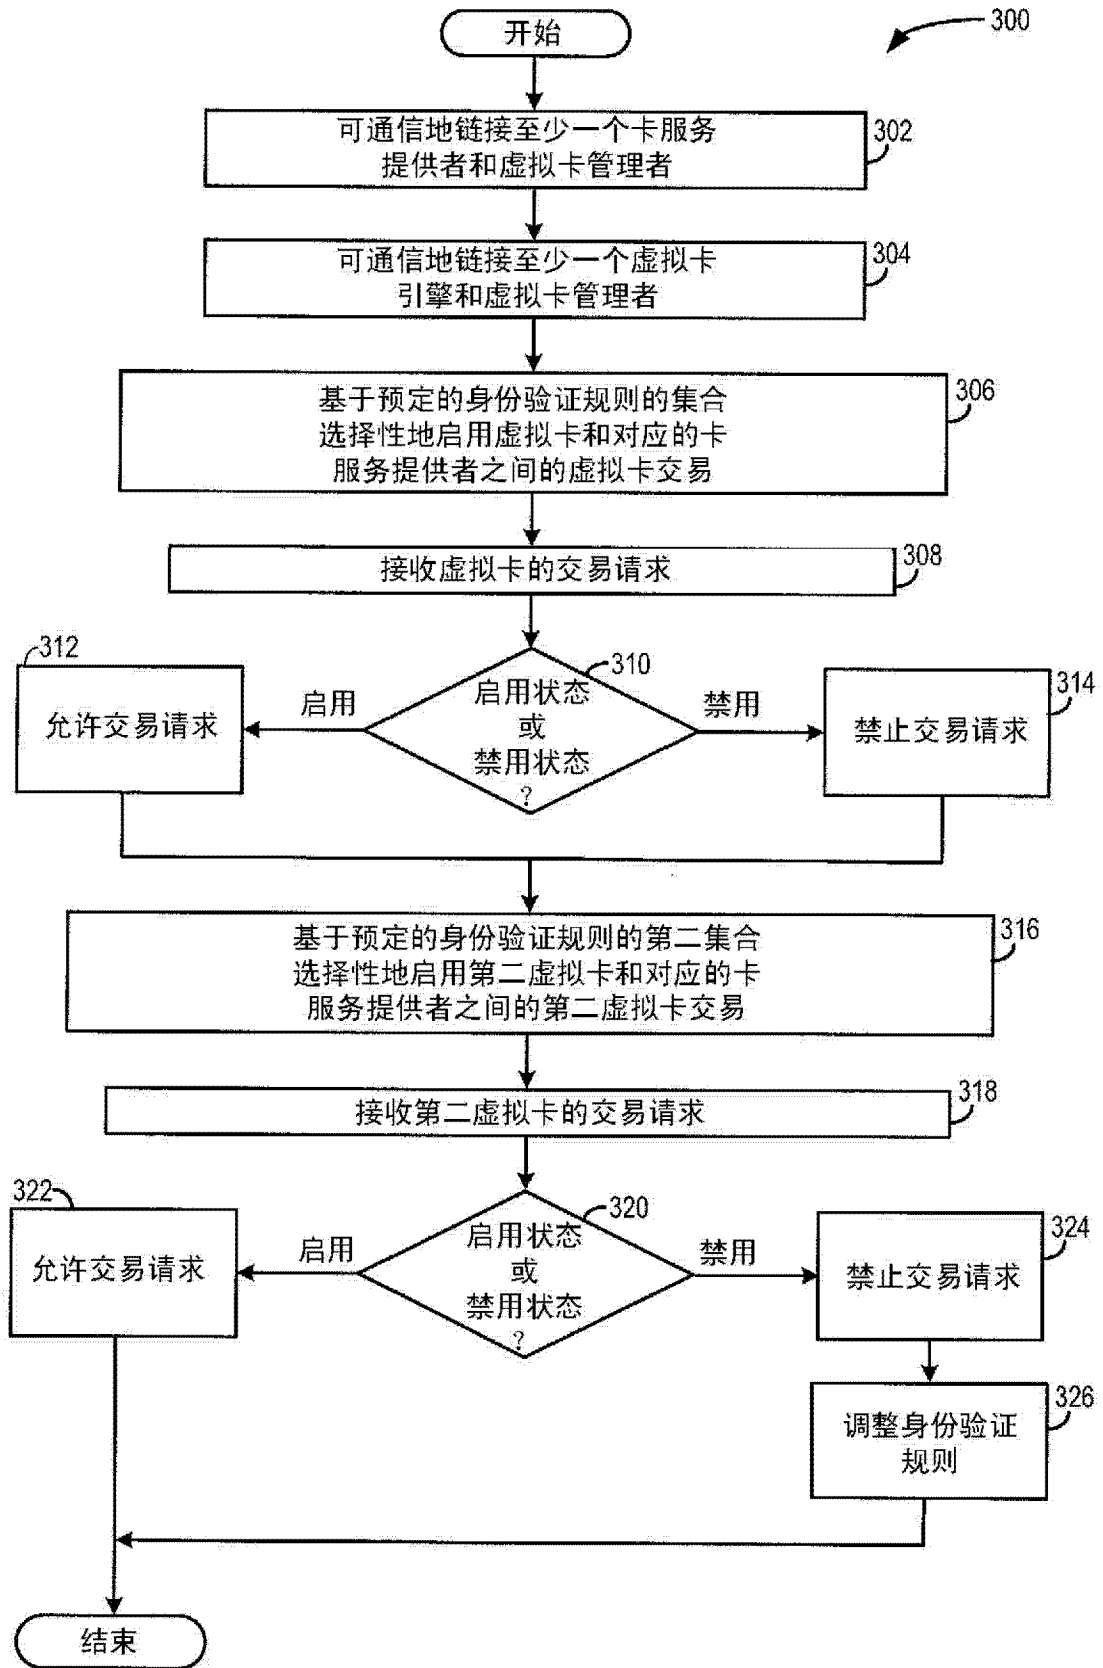 开始
300
可通信地链接至少一个卡服务
提供者和虚拟卡管理者
302
可通信地链接至少一个虚拟卡
引擎和虚拟卡管理者
304
基于预定的身份验证规则的集合
选择性地启用虚拟卡和对应的卡
服务提供者之间的虚拟卡交易
306
接收虚拟卡的交易请求
308
312
允许交易请求
启用
310
启用状态
或
禁用状态
?
禁用
314
禁止交易请求
基于预定的身份验证规则的第二集合
选择性地启用第二虚拟卡和对应的卡
服务提供者之间的第二虚拟卡交易
316
接收第二虚拟卡的交易请求
318
322
允许交易请求
启用
320
启用状态
或
禁用状态
?
禁用
324
禁止交易请求
调整身份验证
规则
326
结束